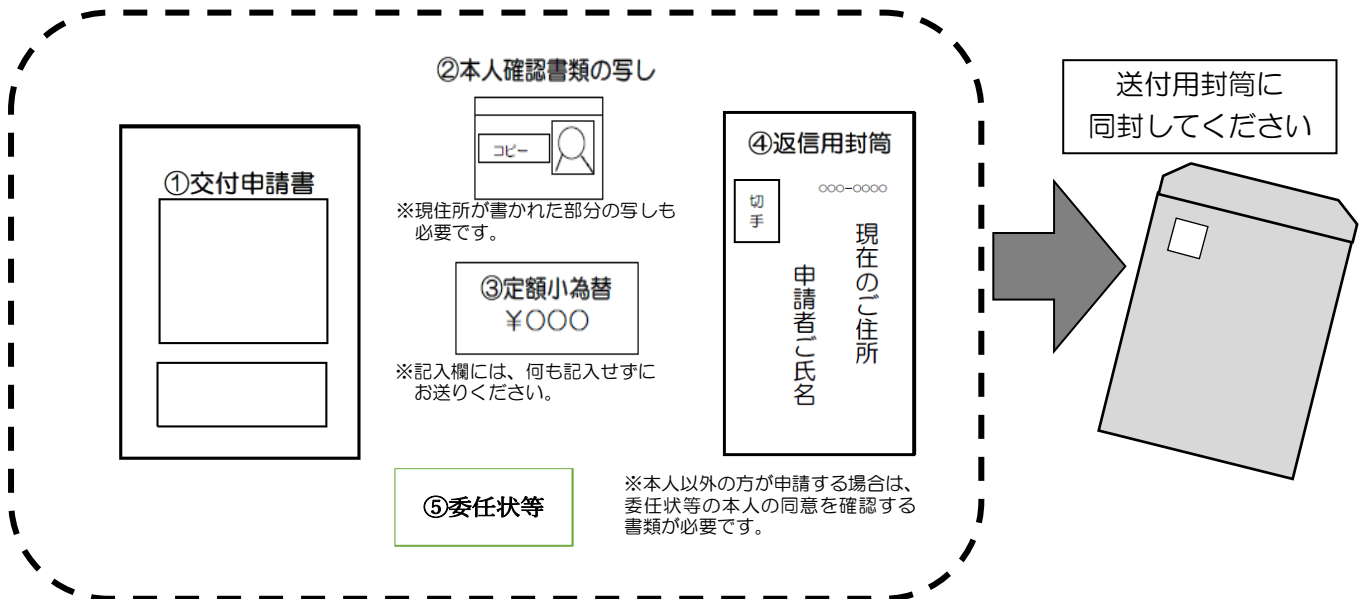 ①交付申請書
②本人確認書類の写し
コピー
※現住所が書かれた部分の写しも
必要です。
③定額小為替
￥〇〇〇
※記入欄には、何も記入せずに
お送りください。
④返信用封筒
切
手
○○○-○○○○
現在のご住所
申請者ご氏名
⑤委任状等
※本人以外の方が申請する場合は、
委任状等の本人の同意を確認する
書類が必要です。
送付用封筒に
同封してください